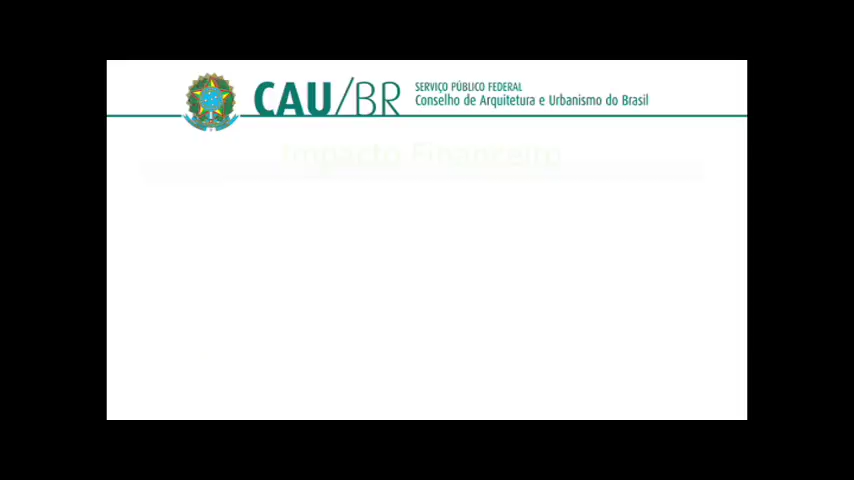 CAU/BR
SERVIÇO PÚBLICO FEDERAL
Conselho de Arquitetura e Urbanismo do Brasil
Impacto Financeiro